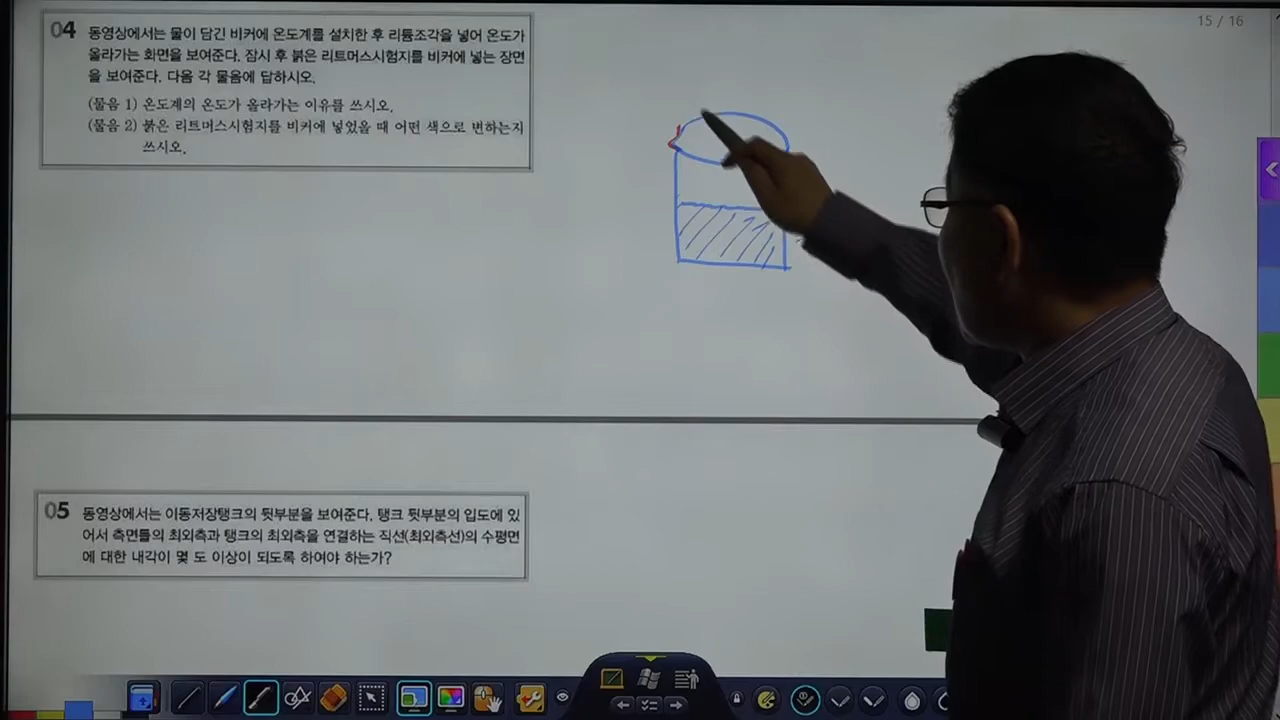 15 / 16
04 동영상에서는 물이 담긴 비커에 온도계를 설치한 후 리튬조각을 넣어 온도가
올라가는 화면을 보여준다. 잠시 후 붉은 리트머스시험지를 비커에 넣는 장면
을 보여준다. 다음 각 물음에 답하시오.
(물음 1) 온도계의 온도가 올라가는 이유를 쓰시오.
(물음 2) 붉은 리트머스시험지를 비커에 넣었을 때 어떤 색으로 변하는지
쓰시오.
05 동영상에서는 이동저장탱크의 뒷부분을 보여준다. 탱크 뒷부분의 입도에 있
어서 측면틀의 최외측과 탱크의 최외측을 연결하는 직선(최외측선)의 수평면
에 대한 내각이 몇 도 이상이 되도록 하여야 하는가?